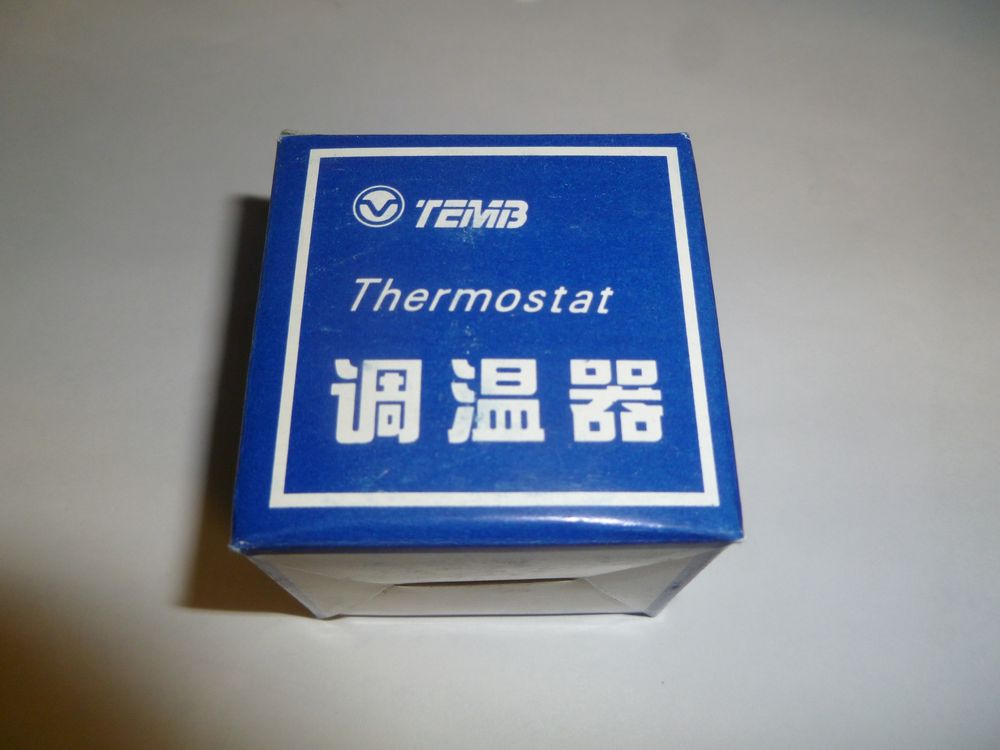 TEMB
Thermostat
调温器